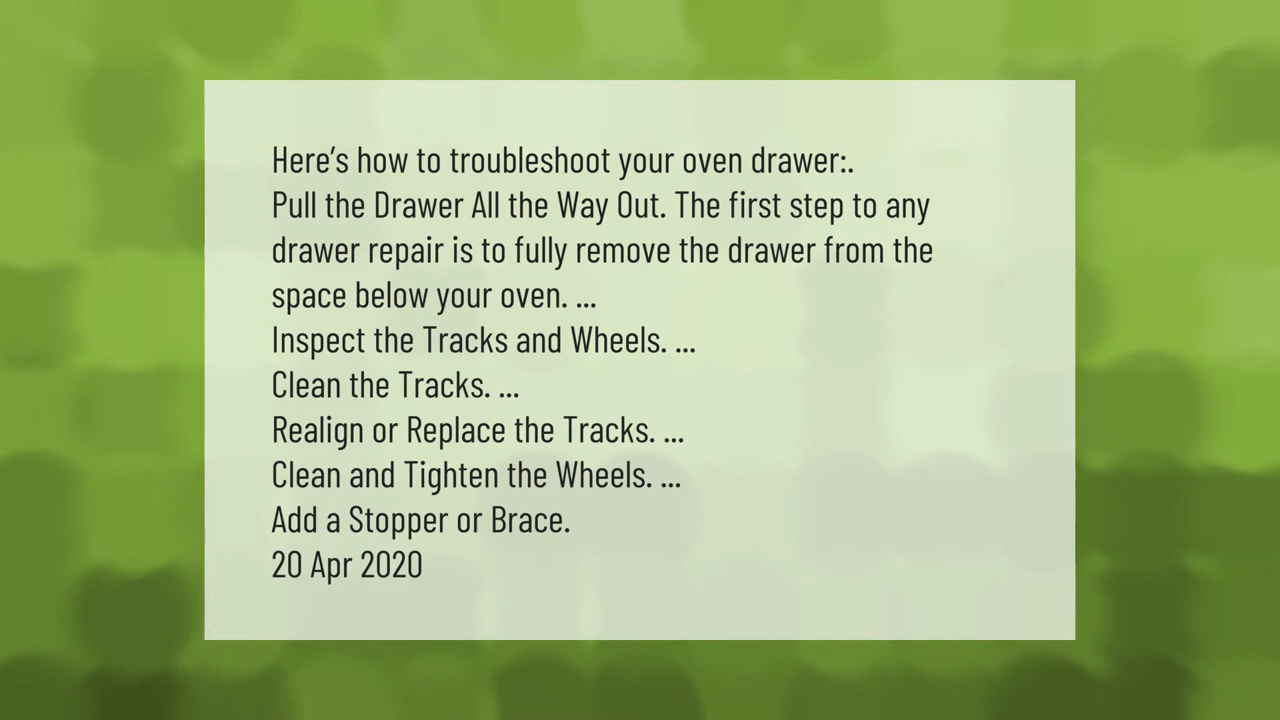 Here’s how to troubleshoot your oven drawer:.
Pull the Drawer All the Way Out. The first step to any
drawer repair is to fully remove the drawer from the
space below your oven. ...
Inspect the Tracks and Wheels. ...
Clean the Tracks. ...
Realign or Replace the Tracks. ...
Clean and Tighten the Wheels. ...
Add a Stopper or Brace.
20 Apr 2020